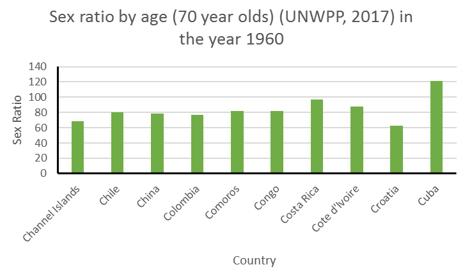 Sex ratio by age (70 year olds) (UNWPP, 2017) in
the year 1960
140
120
100
80
60
40
20
0
Sex Ratio
Channel Islands
Chile
China
Colombia
Comoros
Congo
Costa Rica
Cote d'Ivoire
Croatia
Cuba
Country